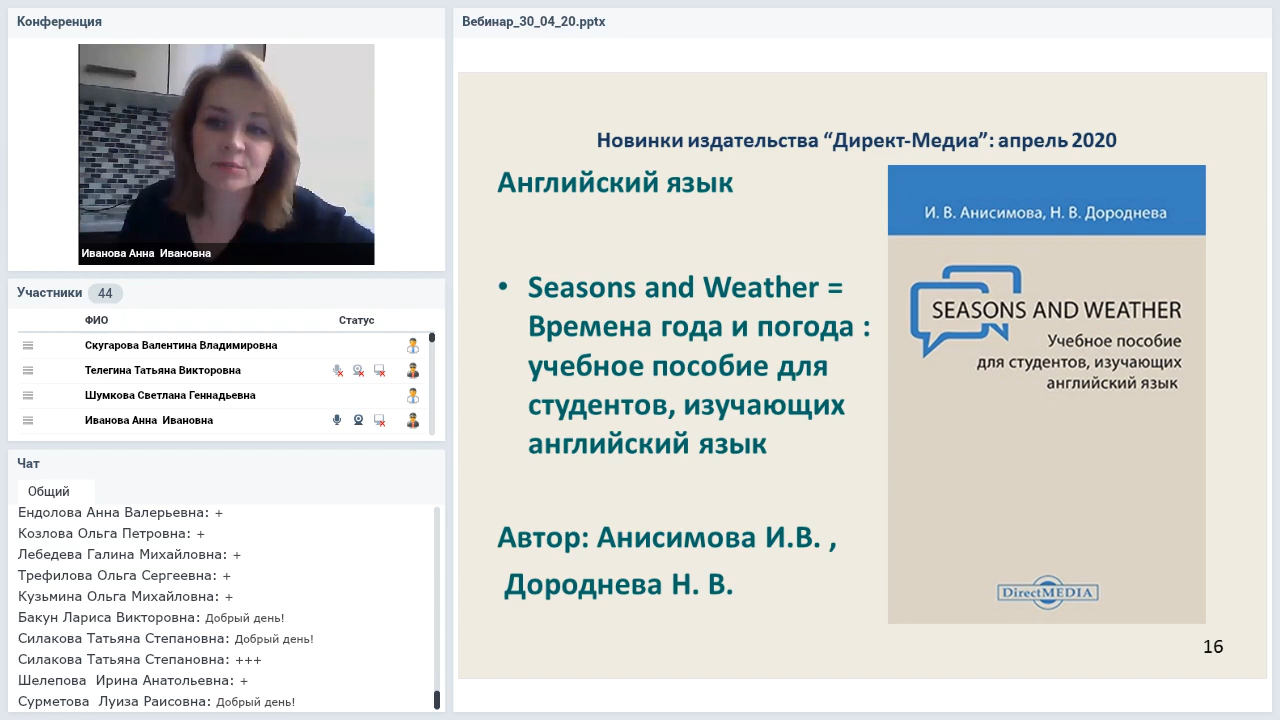 Конференция
Иванова Анна  Ивановна
Участники 44
ФИО Статус
Скугарова Валентина Владимировна
Телегина Татьяна Викторовна
Шумкова Светлана Геннадьевна
Иванова Анна  Ивановна
Чат
Общий
Ендолова Анна Валерьевна: +
Козлова Ольга Петровна: +
Лебедева Галина Михайловна: +
Трефилова Ольга Сергеевна: +
Кузьмина Ольга Михайловна: +
Бакун Лариса Викторовна: Добрый день!
Силакова Татьяна Степановна: Добрый день!
Силакова Татьяна Степановна: +++
Шелепова  Ирина Анатольевна: +
Сурметова  Луиза Раисовна: Добрый день!
Вебинар_30_04_20.pptx
Новинки издательства “Директ-Медиа”: апрель 2020
Английский язык
• Seasons and Weather =
Времена года и погода :
учебное пособие для
студентов, изучающих
английский язык
Автор: Анисимова И.В. ,
Дороднева Н. В.
И. В. Анисимова, Н. В. Дороднева
SEASONS AND WEATHER
Учебное пособие
для студентов, изучающих
английский язык
DirectMEDIA
16